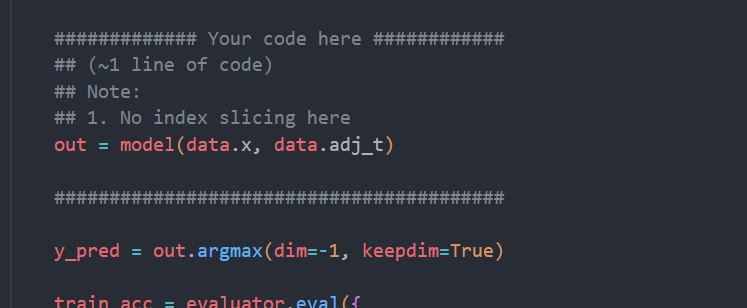 ############# Your code here ############
## (~1 line of code)
## Note:
## 1. No index slicing here
out = model(data.x, data.adj_t)
#########################################
y_pred = out.argmax(dim=-1, keepdim=True)
train_acc = evaluator.eval({